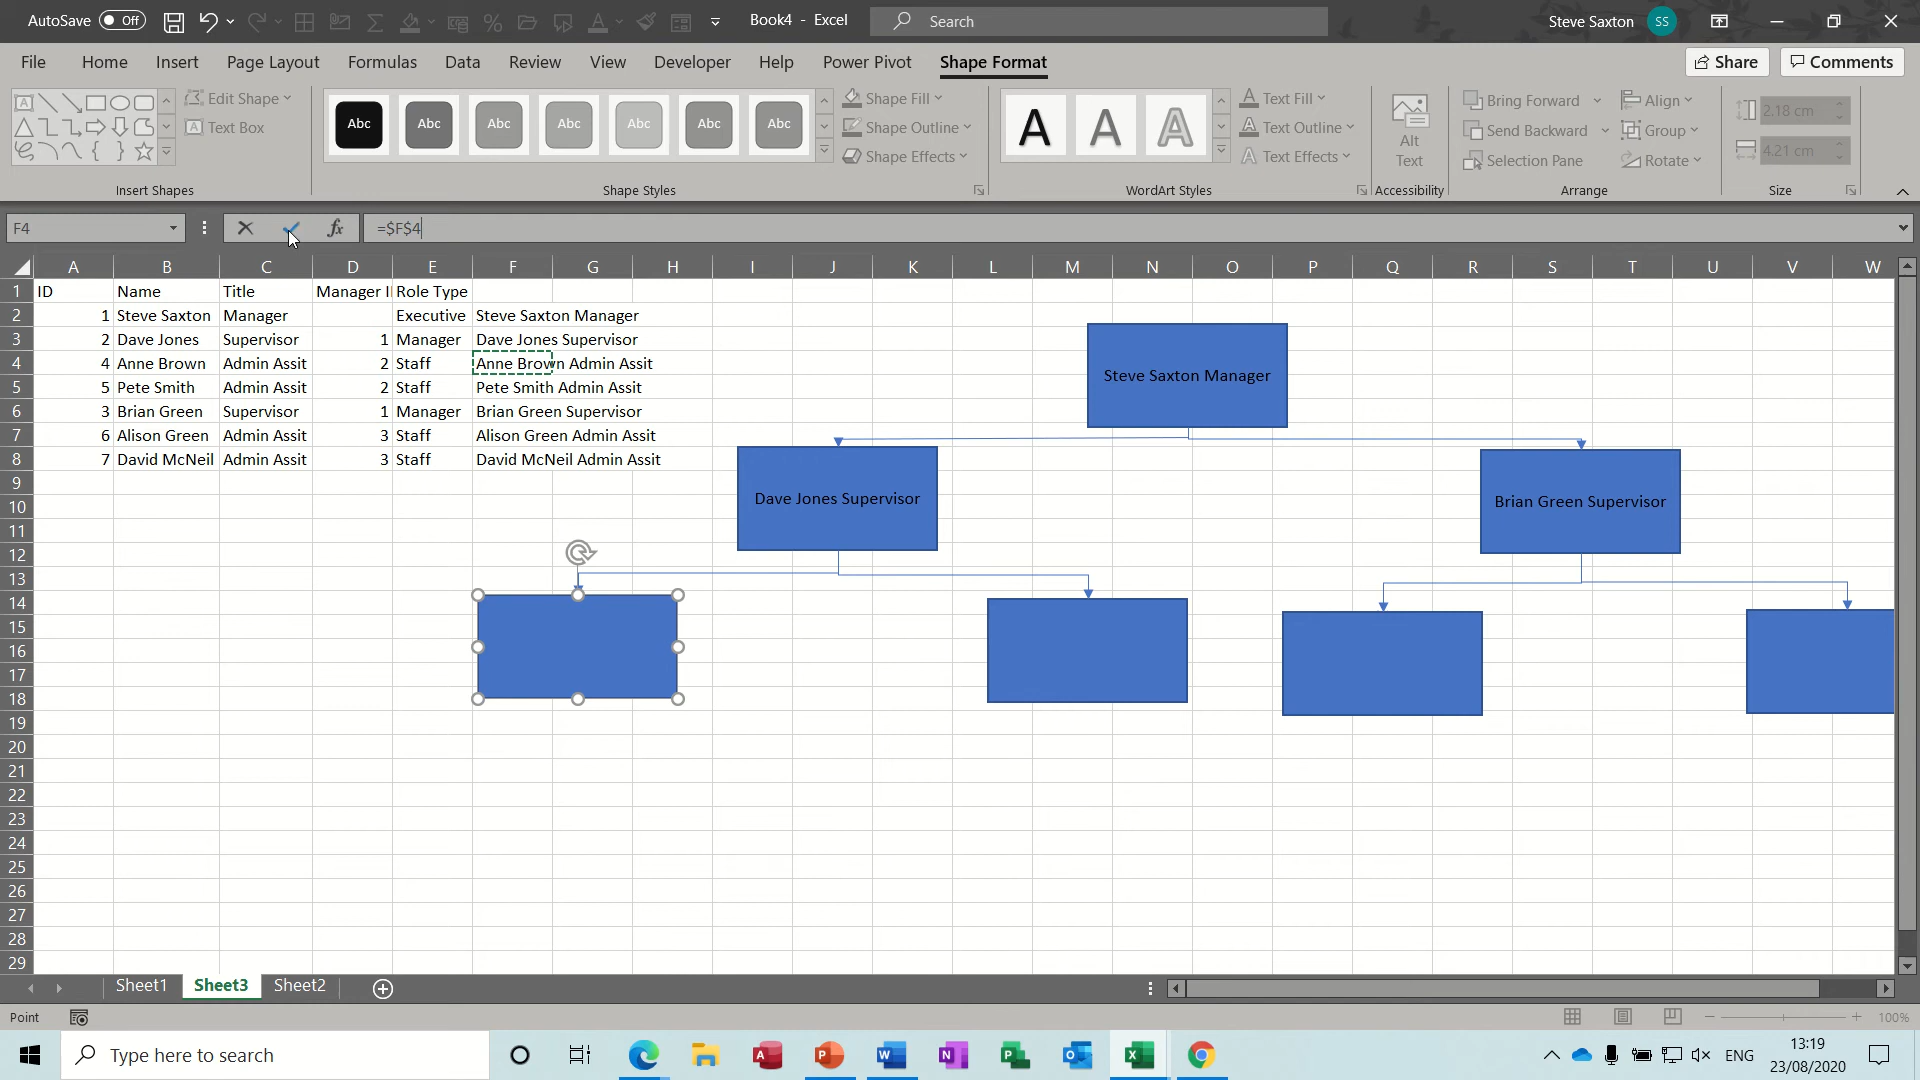 AutoSave Off Book4 - Excel Search Steve Saxton SS
File Home Insert Page Layout Formulas Data Review View Developer Help Power Pivot Shape Format Share Comments
Edit Shape
Text Box
Insert Shapes
Abc Abc Abc Abc Abc Abc Abc
Shape Fill
Shape Outline
Shape Effects
Shape Styles
A A A
Text Fill
Text Outline
Text Effects
WordArt Styles
Alt
Text
Accessibility
Bring Forward
Send Backward
Selection Pane
Align
Group
Rotate
Arrange
2.18 cm
4.21 cm
Size
F4 fx =$F$4
A B C D E F G H I J K L M N O P Q R S T U V W
1 ID Name Title Manager I Role Type
2 1 Steve Saxton Manager Executive Steve Saxton Manager
3 2 Dave Jones Supervisor 1 Manager Dave Jones Supervisor
4 4 Anne Brown Admin Assit 2 Staff Anne Brown Admin Assit
5 5 Pete Smith Admin Assit 2 Staff Pete Smith Admin Assit
6 3 Brian Green Supervisor 1 Manager Brian Green Supervisor
7 6 Alison Green Admin Assit 3 Staff Alison Green Admin Assit
8 7 David McNeil Admin Assit 3 Staff David McNeil Admin Assit
9
10
11
12
13
14
15
16
17
18
19
20
21
22
23
24
25
26
27
28
29
Steve Saxton Manager
Dave Jones Supervisor
Brian Green Supervisor
Sheet1 Sheet3 Sheet2
Point
100%
Type here to search
ENG
13:19
23/08/2020